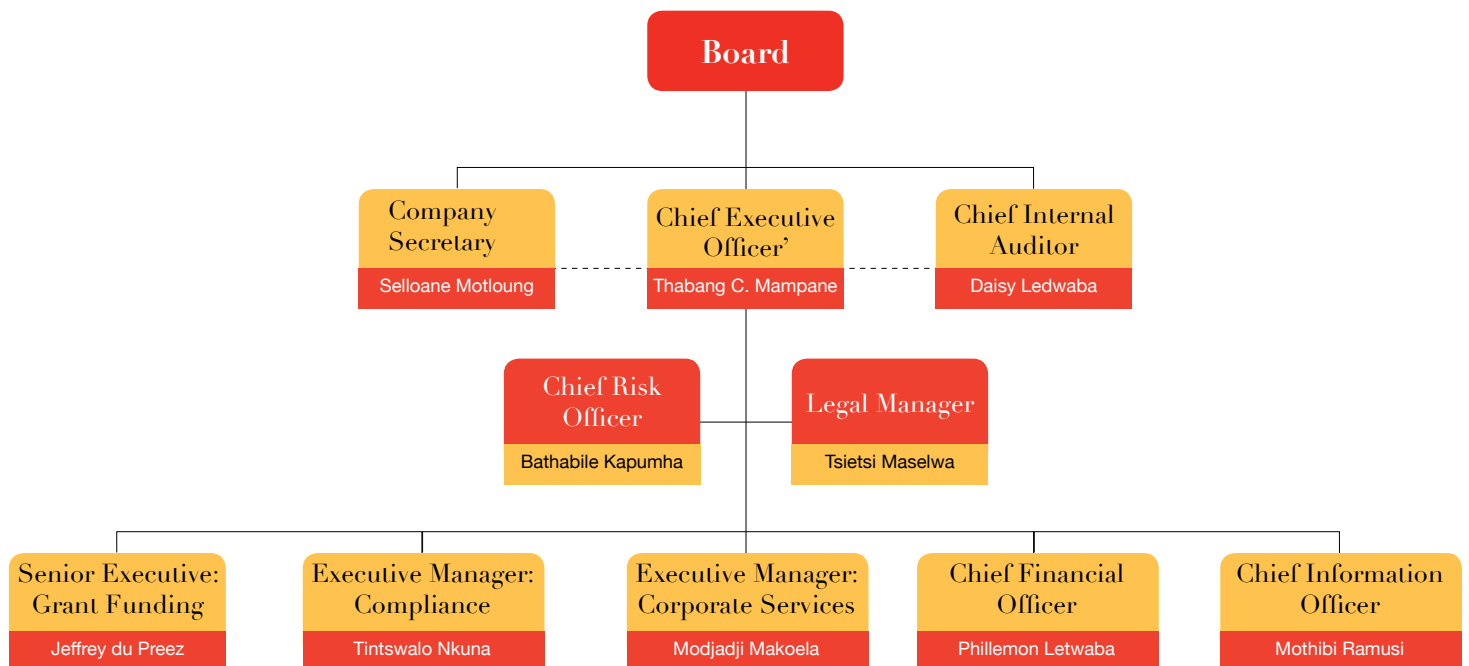 Board
Company
Secretary
Selloane Motloung
Chief Executive
Officer’
Thabang C. Mampane
Chief Internal
Auditor
Daisy Ledwaba
Chief Risk
Officer
Bathabile Kapumha
Legal Manager
Tsietsi Maselwa
Senior Executive:
Grant Funding
Jeffrey du Preez
Executive Manager:
Compliance
Tintswalo Nkuna
Executive Manager:
Corporate Services
Modjadji Makoela
Chief Financial
Officer
Phillemon Letwaba
Chief Information
Officer
Mothibi Ramusi